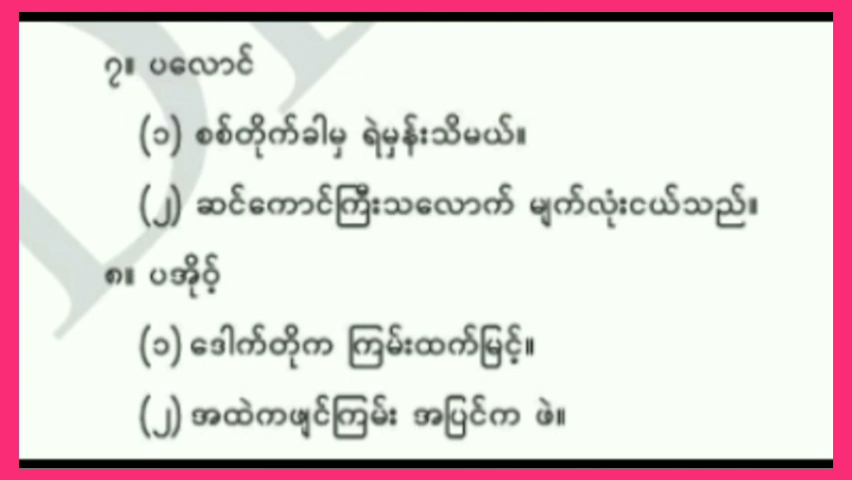 ၇။ ပလောင်
(၁) စစ်တိုက်ခါမှ ရဲမှန်းသိမယ်။
(၂) ဆင်ကောင်ကြီးသလောက် မျက်လုံးငယ်သည်။
၈။ ပအိုဝ့်
(၁) ဒေါက်တိုက ကြမ်းထက်မြင့်။
(၂) အထဲကဖျင်ကြမ်း အပြင်က ဖဲ။